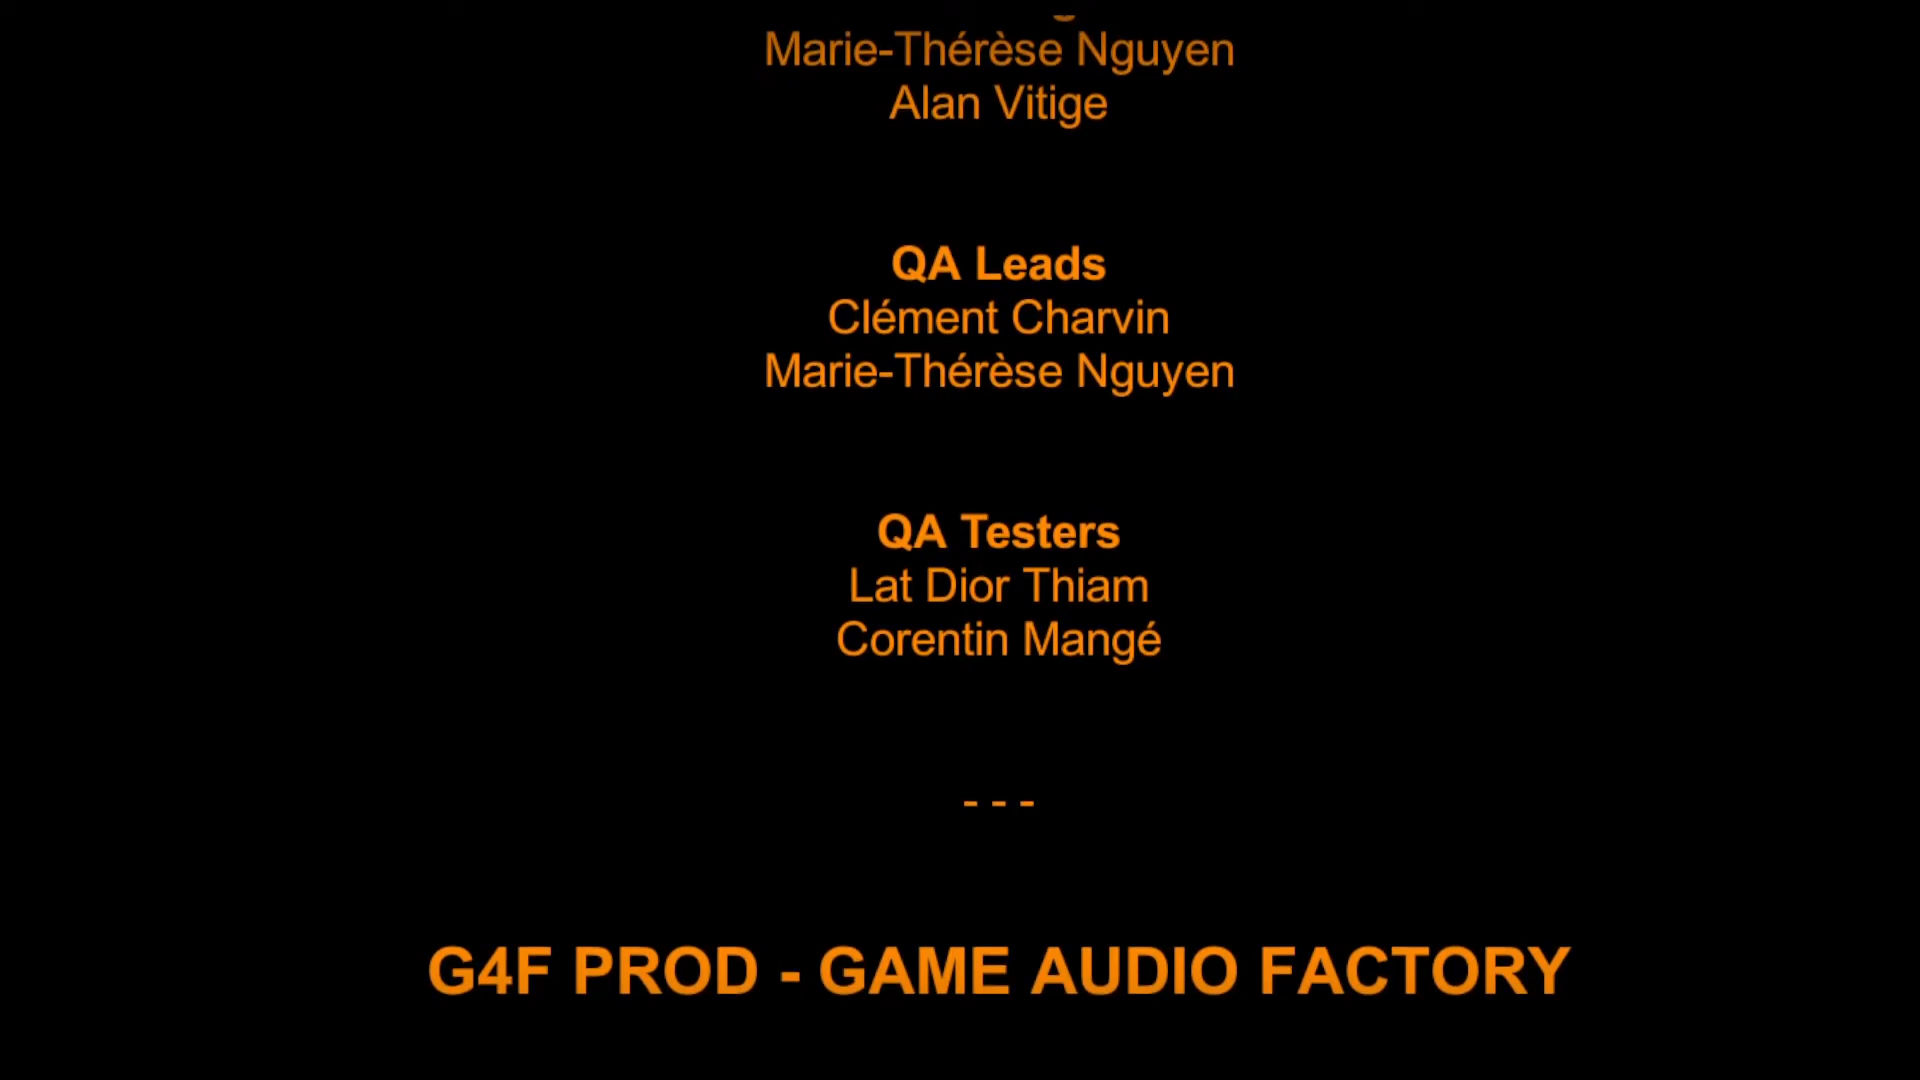 Marie-Thérèse Nguyen
Alan Vitige
QA Leads
Clément Charvin
Marie-Thérèse Nguyen
QA Testers
Lat Dior Thiam
Corentin Mangé
- - -
G4F PROD - GAME AUDIO FACTORY